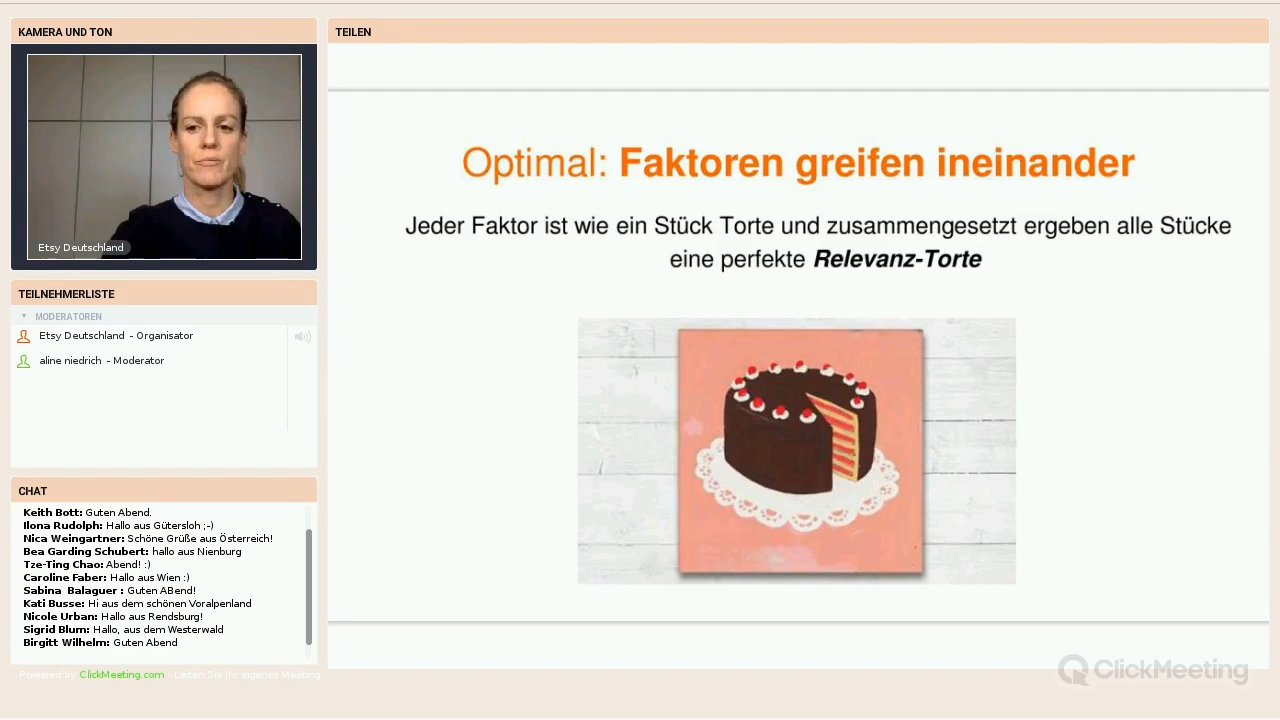 KAMERA UND TON
Etsy Deutschland
TEILNEHMERLISTE
MODERATOREN
Etsy Deutschland - Organisator
aline niedrich - Moderator
CHAT
Keith Bott: Guten Abend.
Ilona Rudolph: Hallo aus Gütersloh ;-)
Nica Weingartner: Schöne Grüße aus Österreich!
Bea Garding Schubert: hallo aus Nienburg
Tze-Ting Chao: Abend! :)
Caroline Faber: Hallo aus Wien :)
Sabina Balaguer : Guten ABend!
Kati Busse: Hi aus dem schönen Voralpenland
Nicole Urban: Hallo aus Rendsburg!
Sigrid Blum: Hallo, aus dem Westerwald
Birgitt Wilhelm: Guten Abend
Powered by ClickMeeting.com - Leiten Sie Ihr eigenes Meeting
TEILEN
Optimal: Faktoren greifen ineinander
Jeder Faktor ist wie ein Stück Torte und zusammengesetzt ergeben alle Stücke
eine perfekte Relevanz-Torte
ClickMeeting